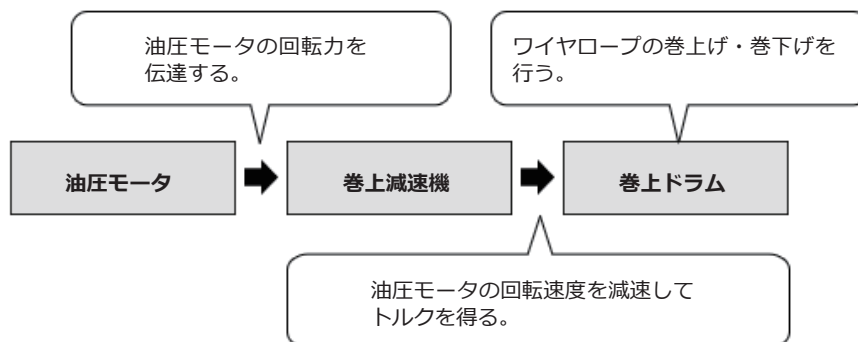 油圧モータの回転力を
伝達する。
ワイヤロープの巻上げ・巻下げを
行う。
油圧モータ
巻上減速機
巻上ドラム
油圧モータの回転速度を減速して
トルクを得る。